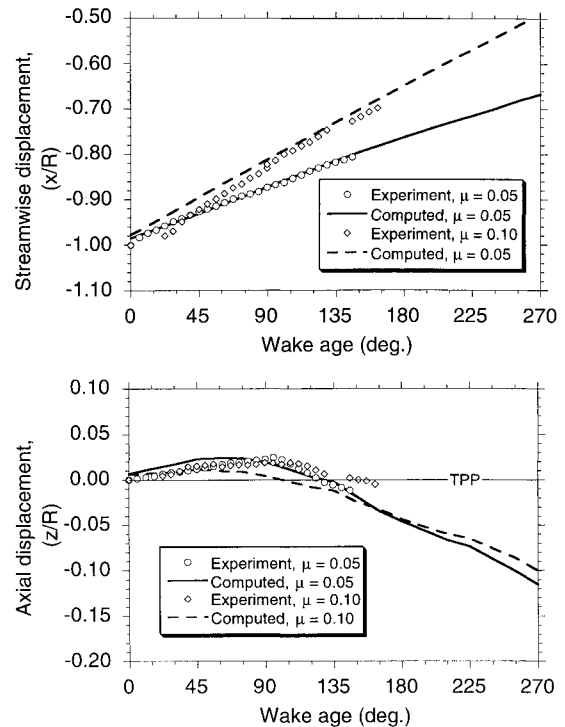 Streamwise displacement,
(x/R)
-0.50
-0.60
-0.70
-0.80
-0.90
-1.00
-1.10
Experiment, μ = 0.05
Computed, μ = 0.05
Experiment, μ = 0.10
Computed, μ = 0.05
0 45 90 135 180 225 270
Wake age (deg.)
Axial displacement,
(z/R)
0.10
0.05
0.00
-0.05
-0.10
-0.15
-0.20
TPP
Experiment, μ = 0.05
Computed, μ = 0.05
Experiment, μ = 0.10
Computed, μ = 0.10
0 45 90 135 180 225 270
Wake age (deg.)